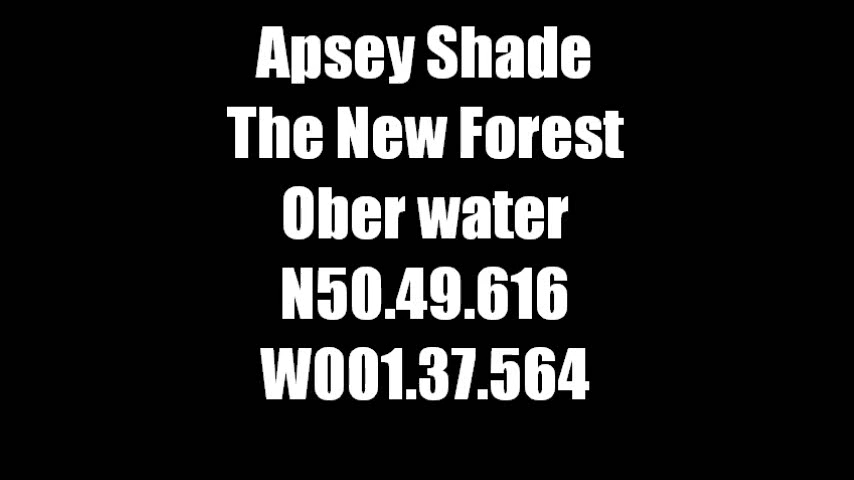 Apsey Shade
The New Forest
Ober water
N50.49.616
W001.37.564